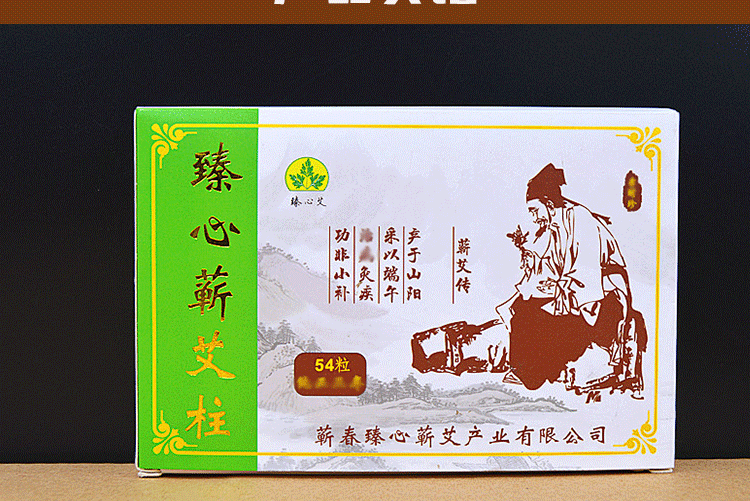 臻心蕲艾柱
臻心艾
蕲艾传
产于山阳
采以端午
灸疾
功非小补
54粒
蕲春臻心蕲艾产业有限公司